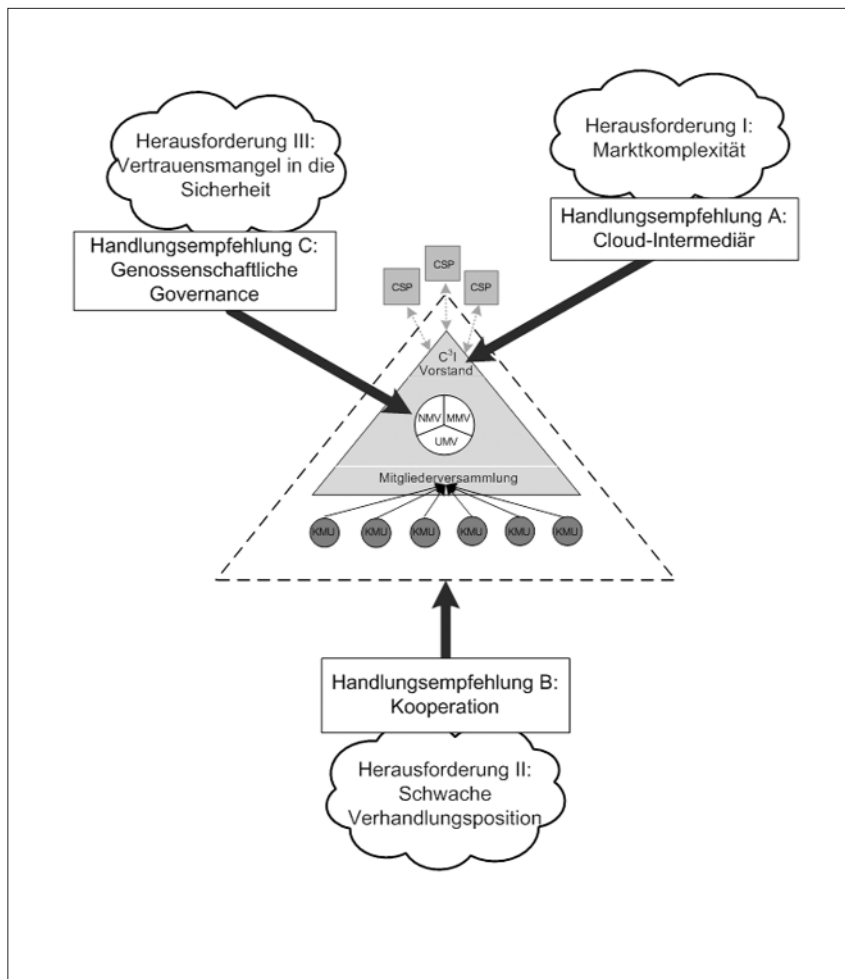 Herausforderung III:
Vertrauensmangel in die
Sicherheit
Handlungsempfehlung C:
Genossenschaftliche
Governance
Herausforderung I:
Marktkomplexität
Handlungsempfehlung A:
Cloud-Intermediär
CSP
CSP
CSP
C³I
Vorstand
NMV
MMV
UMV
Mitgliederversammlung
KMU
KMU
KMU
KMU
KMU
KMU
Handlungsempfehlung B:
Kooperation
Herausforderung II:
Schwache
Verhandlungsposition